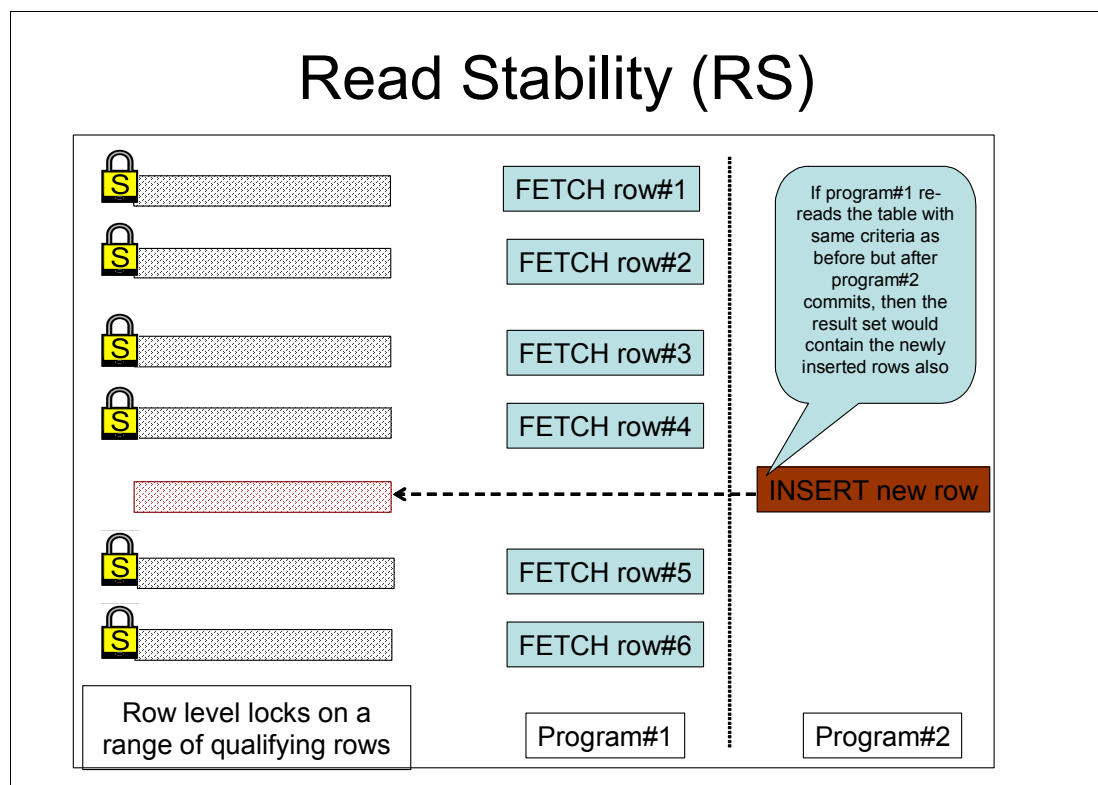 Read Stability (RS)
S
FETCH row#1
If program#1 re-
reads the table with
same criteria as
before but after
program#2
commits, then the
result set would
contain the newly
inserted rows also
S
FETCH row#2
S
FETCH row#3
S
FETCH row#4
INSERT new row
S
FETCH row#5
S
FETCH row#6
Row level locks on a
range of qualifying rows
Program#1
Program#2